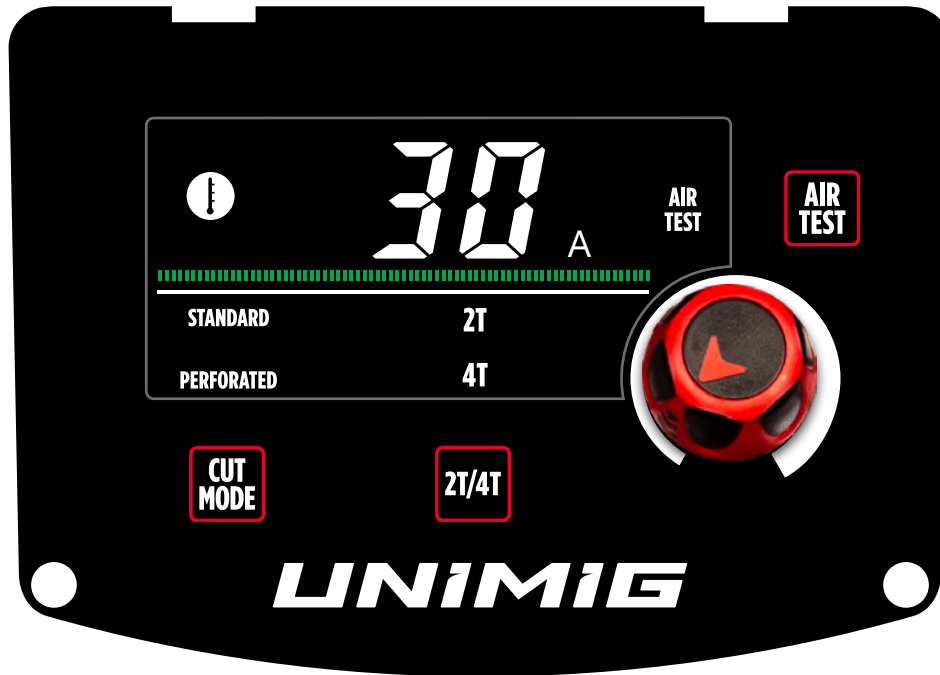 30 A
AIR
TEST
AIR
TEST
STANDARD 2T
PERFORATED 4T
CUT
MODE
2T/4T
UNIMIG